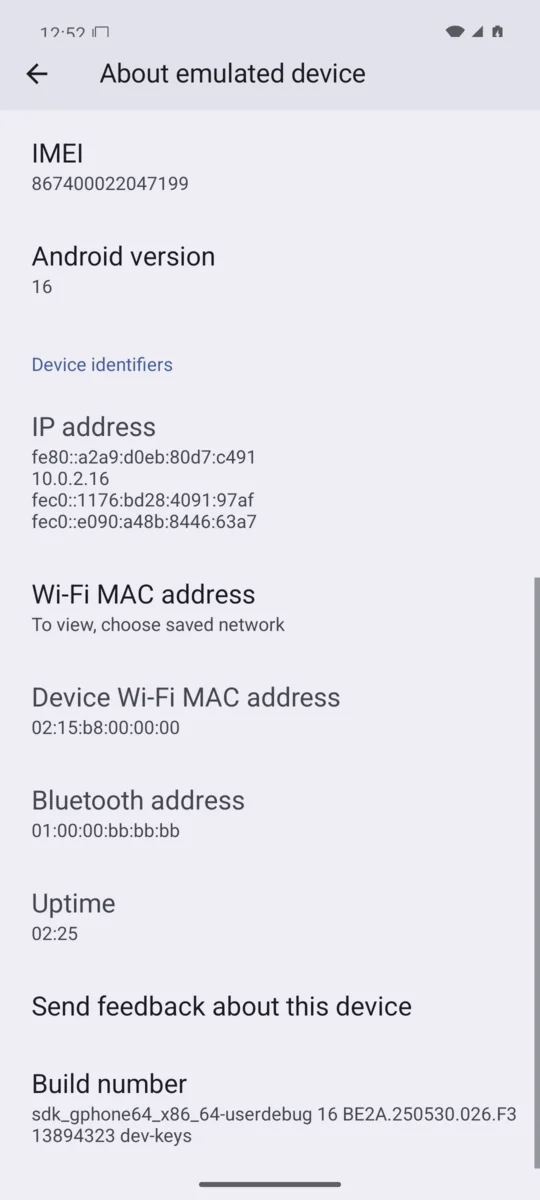 12:52
About emulated device
IMEI
867400022047199
Android version
16
Device identifiers
IP address
fe80::a2a9:d0eb:80d7:c491
10.0.2.16
fec0::1176:bd28:4091:97af
fec0::e090:a48b:8446:63a7
Wi-Fi MAC address
To view, choose saved network
Device Wi-Fi MAC address
02:15:b8:00:00:00
Bluetooth address
01:00:00:bb:bb:bb
Uptime
02:25
Send feedback about this device
Build number
sdk_gphone64_x86_64-userdebug 16 BE2A.250530.026.F3
13894323 dev-keys